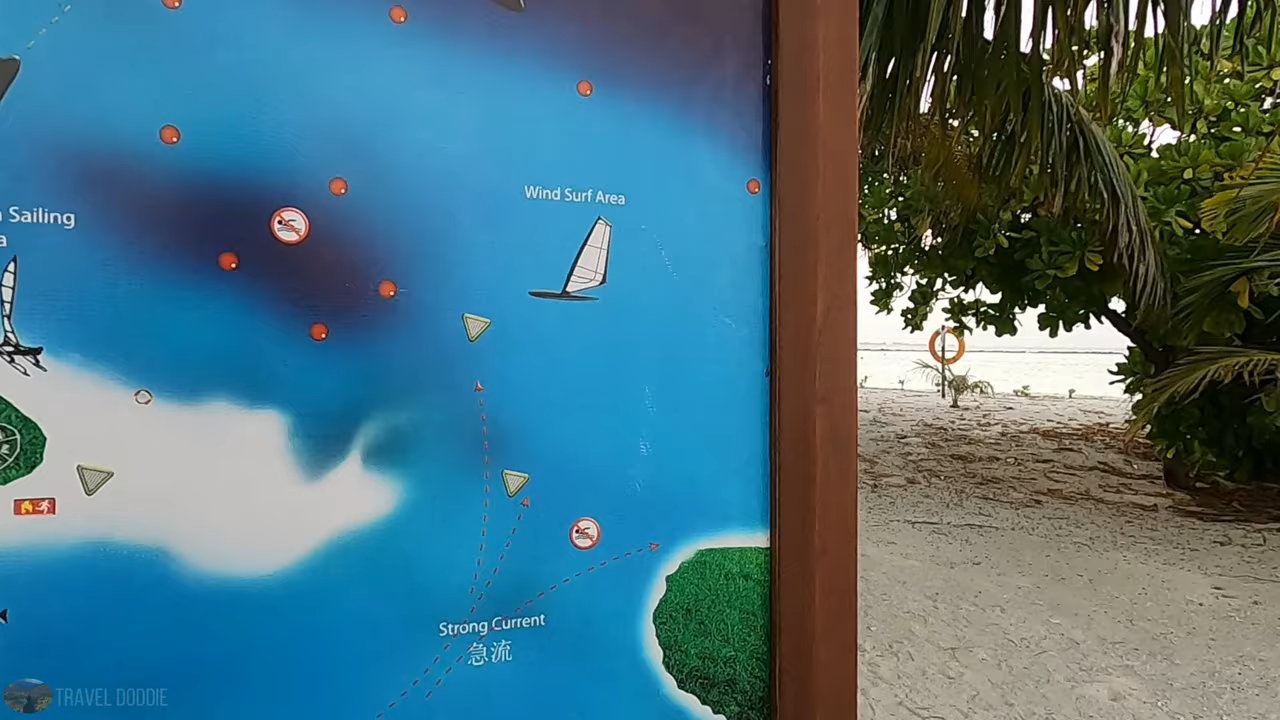 Sailing
a
Wind Surf Area
Strong Current
急流
TRAVEL DODDIE